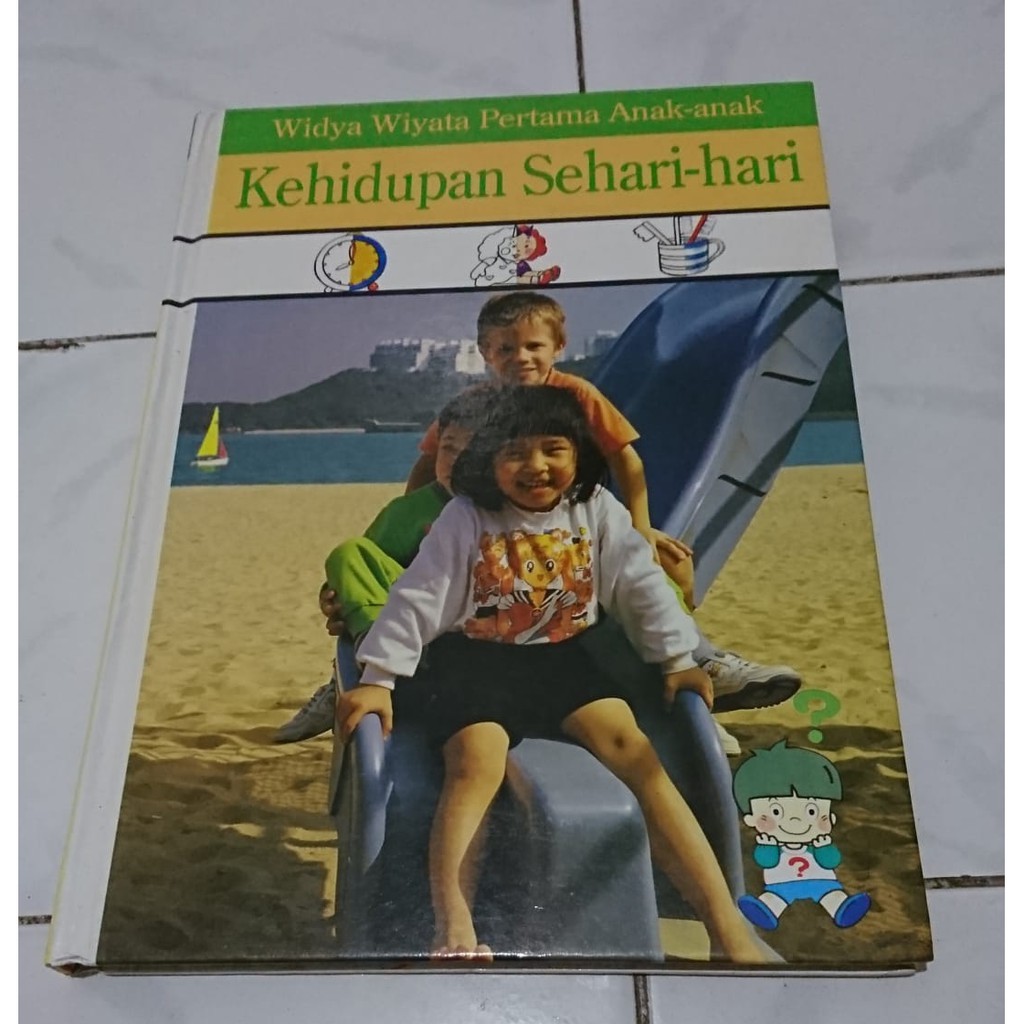 Widya Wiyata Pertama Anak-anak
Kehidupan Sehari-hari
?
?